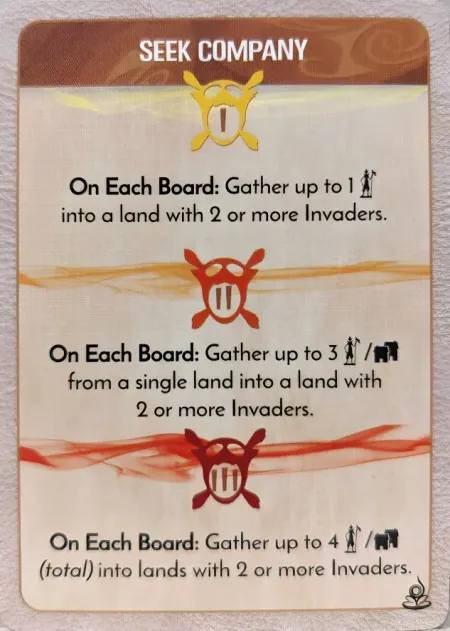 SEEK COMPANY
I
On Each Board: Gather up to 1
into a land with 2 or more Invaders.
II
On Each Board: Gather up to 3 /
from a single land into a land with
2 or more Invaders.
III
On Each Board: Gather up to 4 /
(total) into lands with 2 or more Invaders.